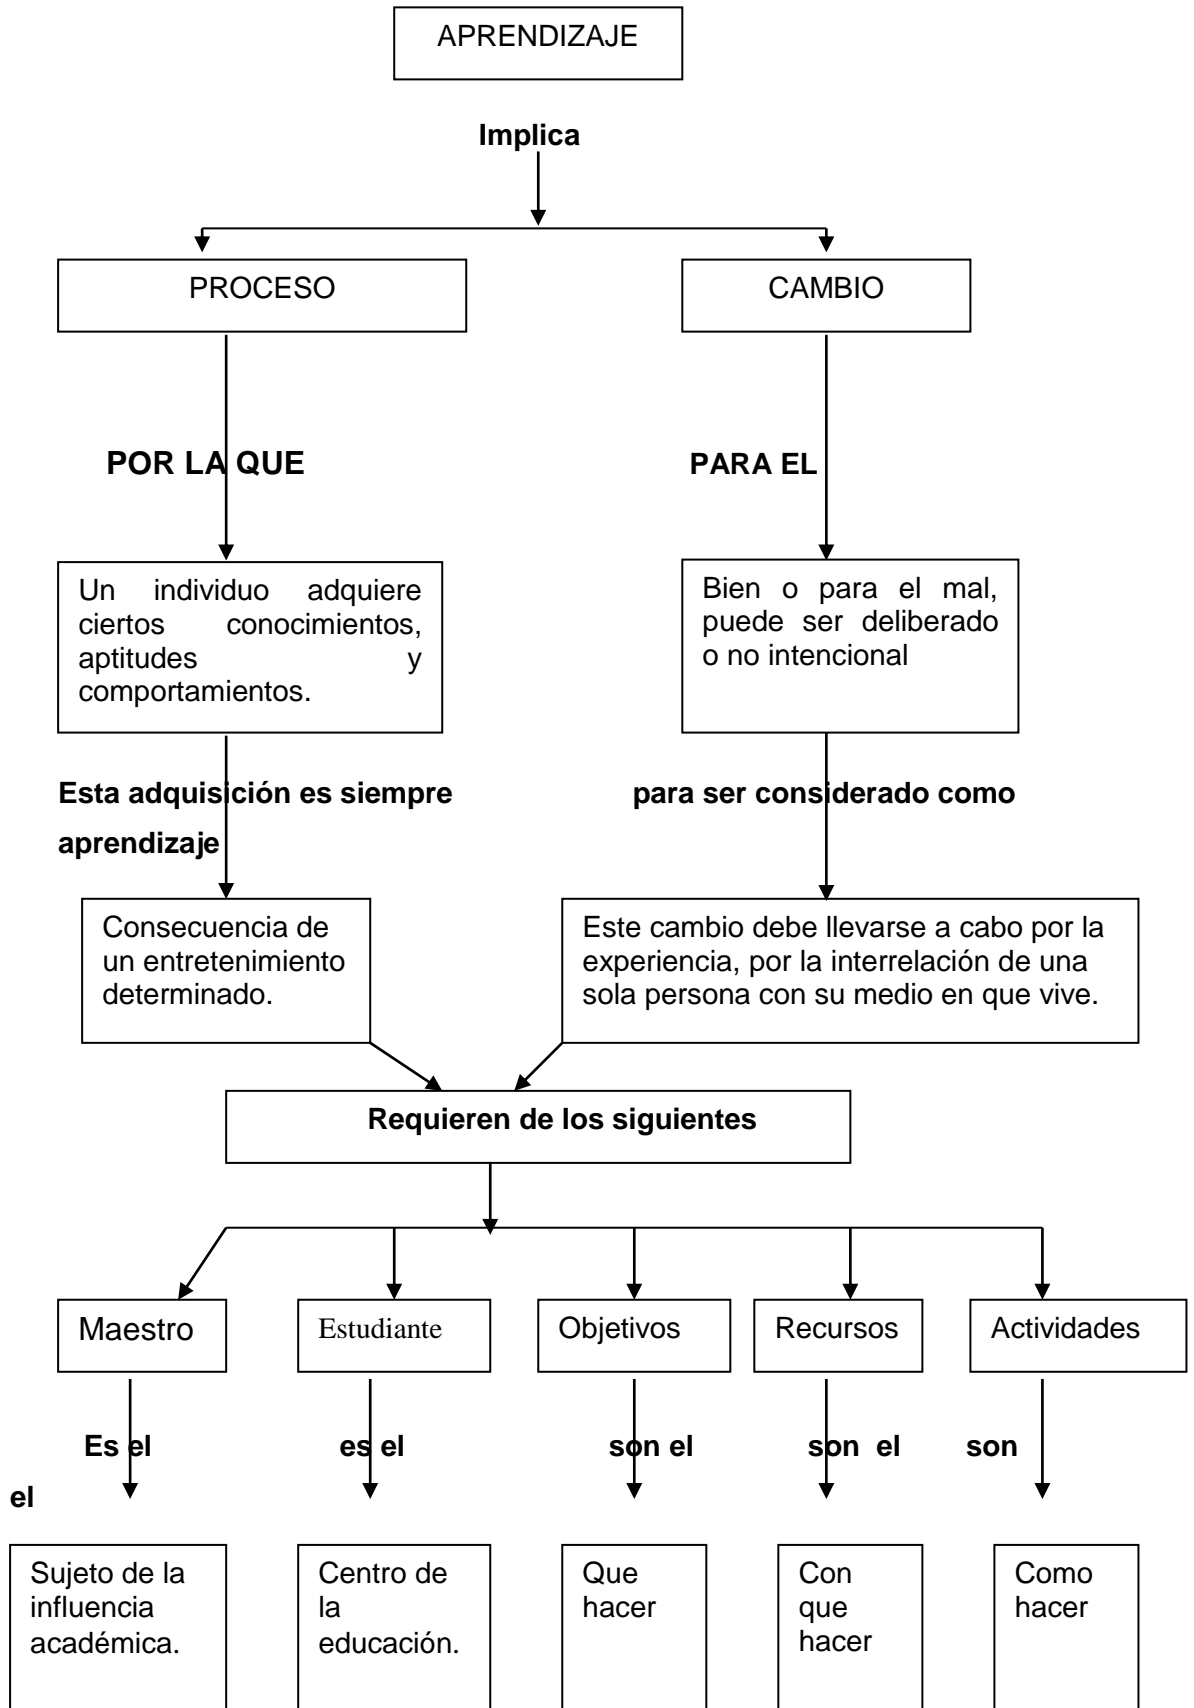 APRENDIZAJE
Implica
PROCESO
CAMBIO
POR LA QUE
PARA EL
Un individuo adquiere
ciertos conocimientos,
aptitudes y
comportamientos.
Bien o para el mal,
puede ser deliberado
o no intencional
Esta adquisición es siempre
para ser considerado como
aprendizaje
Consecuencia de
un entretenimiento
determinado.
Este cambio debe llevarse a cabo por la
experiencia, por la interrelación de una
sola persona con su medio en que vive.
Requieren de los siguientes
Maestro
Estudiante
Objetivos
Recursos
Actividades
Es el
es el
son el
son el
son
el
Sujeto de la
influencia
académica.
Centro de
la
educación.
Que
hacer
Con
que
hacer
Como
hacer